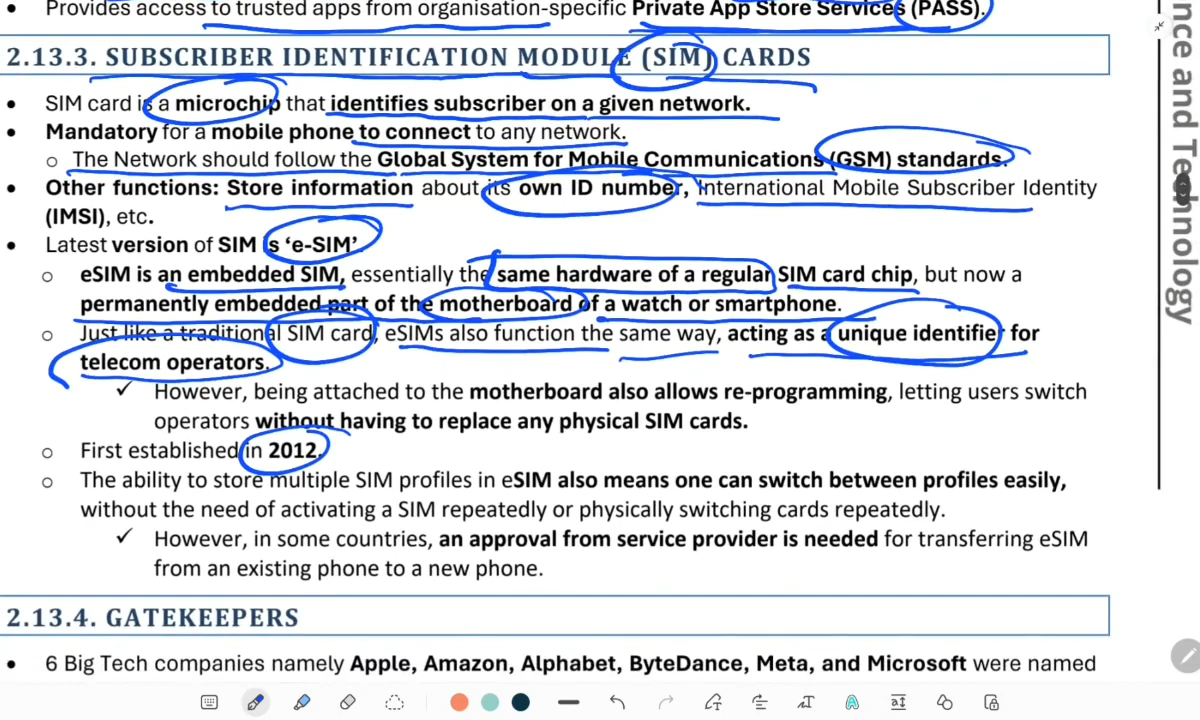 • Provides access to trusted apps from organisation-specific Private App Store Services (PASS).
2.13.3. SUBSCRIBER IDENTIFICATION MODULE (SIM) CARDS
• SIM card is a microchip that identifies subscriber on a given network.
• Mandatory for a mobile phone to connect to any network.
o The Network should follow the Global System for Mobile Communications (GSM) standards.
• Other functions: Store information about its own ID number, International Mobile Subscriber Identity
(IMSI), etc.
• Latest version of SIM is ‘e-SIM’.
o eSIM is an embedded SIM, essentially the same hardware of a regular SIM card chip, but now a
permanently embedded part of the motherboard of a watch or smartphone.
o Just like a traditional SIM card, eSIMs also function the same way, acting as a unique identifier for
telecom operators.
✓ However, being attached to the motherboard also allows re-programming, letting users switch
operators without having to replace any physical SIM cards.
o First established in 2012.
o The ability to store multiple SIM profiles in eSIM also means one can switch between profiles easily,
without the need of activating a SIM repeatedly or physically switching cards repeatedly.
✓ However, in some countries, an approval from service provider is needed for transferring eSIM
from an existing phone to a new phone.
2.13.4. GATEKEEPERS
• 6 Big Tech companies namely Apple, Amazon, Alphabet, ByteDance, Meta, and Microsoft were named
nce and Technology